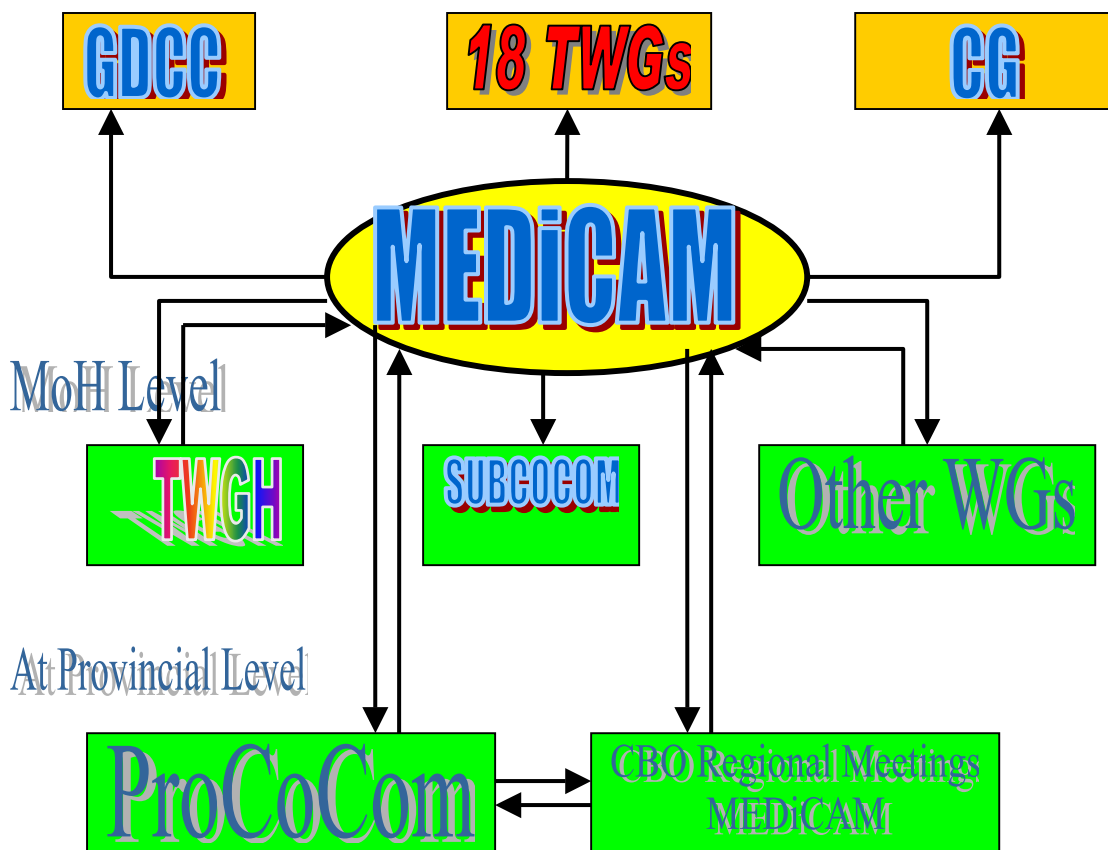 GDCC
18 TWGs
CG
MEDiCAM
MoH Level
TWGH
SUBCOCOM
Other WGs
At Provincial Level
ProCoCom
CBO Regional Meetings
MEDiCAM